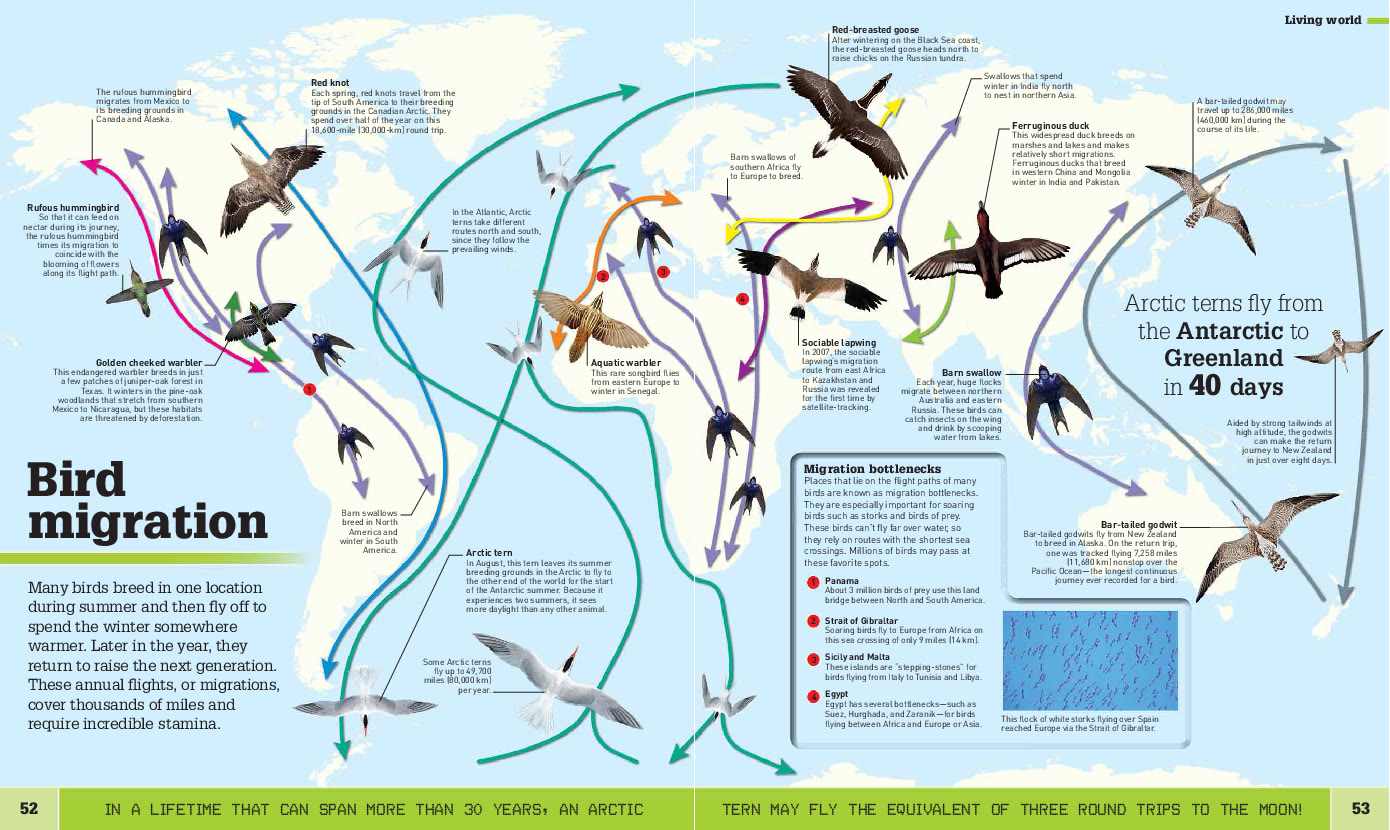 Living world
Red-breasted goose
After wintering on the Black Sea coast,
the red-breasted goose heads north to
raise chicks on the Russian tundra.
Red knot
Each spring, red knots travel from the
tip of South America to their breeding
grounds in the Canadian Arctic. They
spend over half of the year on this
18,600-mile (30,000-km) round trip.
The rufous hummingbird
migrates from Mexico to
its breeding grounds in
Canada and Alaska.
Swallows that spend
winter in India fly north
to nest in northern Asia.
A bar-tailed godwit may
travel up to 286,000 miles
(460,000 km) during the
course of its life.
Ferruginous duck
This widespread duck breeds on
marshes and lakes and makes
relatively short migrations.
Ferruginous ducks that breed
in western China and Mongolia
winter in India and Pakistan.
Barn swallows of
southern Africa fly
to Europe to breed.
Rufous hummingbird
So that it can feed on
nectar during its journey,
the rufous hummingbird
times its migration to
coincide with the
blooming of flowers
along its flight path.
In the Atlantic, Arctic
terns take different
routes north and south,
since they follow the
prevailing winds.
2
3
4
Arctic terns fly from
the Antarctic to
Greenland
in 40 days
Golden cheeked warbler
This endangered warbler breeds in just
a few patches of juniper-oak forest in
Texas. It winters in the pine-oak
woodlands that stretch from southern
Mexico to Nicaragua, but these habitats
are threatened by deforestation.
1
Aquatic warbler
This rare songbird flies
from eastern Europe to
winter in Senegal.
Sociable lapwing
In 2007, the sociable
lapwing's migration
route from east Africa
to Kazakhstan and
Russia was revealed
for the first time by
satellite-tracking.
Barn swallow
Each year, huge flocks
migrate between northern
Australia and eastern
Russia. These birds can
catch insects on the wing
and drink by scooping
water from lakes.
Aided by strong tailwinds at
high altitude, the godwits
can make the return
journey to New Zealand
in just over eight days.
Bird
migration
Many birds breed in one location
during summer and then fly off to
spend the winter somewhere
warmer. Later in the year, they
return to raise the next generation.
These annual flights, or migrations,
cover thousands of miles and
require incredible stamina.
Barn swallows
breed in North
America and
winter in South
America.
Arctic tern
In August, this tern leaves its summer
breeding grounds in the Arctic to fly to
the other end of the world for the start
of the Antarctic summer. Because it
experiences two summers, it sees
more daylight than any other animal.
Some Arctic terns
fly up to 49,700
miles (80,000 km)
per year.
Migration bottlenecks
Places that lie on the flight paths of many
birds are known as migration bottlenecks.
They are especially important for soaring
birds such as storks and birds of prey.
These birds can't fly far over water, so
they rely on routes with the shortest sea
crossings. Millions of birds may pass at
these favorite spots.
1 Panama
About 3 million birds of prey use this land
bridge between North and South America.
2 Strait of Gibraltar
Soaring birds fly to Europe from Africa on
this sea crossing of only 9 miles (14 km).
3 Sicily and Malta
These islands are "stepping-stones" for
birds flying from Italy to Tunisia and Libya.
4 Egypt
Egypt has several bottlenecks—such as
Suez, Hurghada, and Zaranik—for birds
flying between Africa and Europe or Asia.
Bar-tailed godwit
Bar-tailed godwits fly from New Zealand
to breed in Alaska. On the return trip,
one was tracked flying 7,258 miles
(11,680 km) nonstop over the
Pacific Ocean—the longest continuous
journey ever recorded for a bird.
This flock of white storks flying over Spain
reached Europe via the Strait of Gibraltar.
52
IN A LIFETIME THAT CAN SPAN MORE THAN 30 YEARS, AN ARCTIC
TERN MAY FLY THE EQUIVALENT OF THREE ROUND TRIPS TO THE MOON!
53